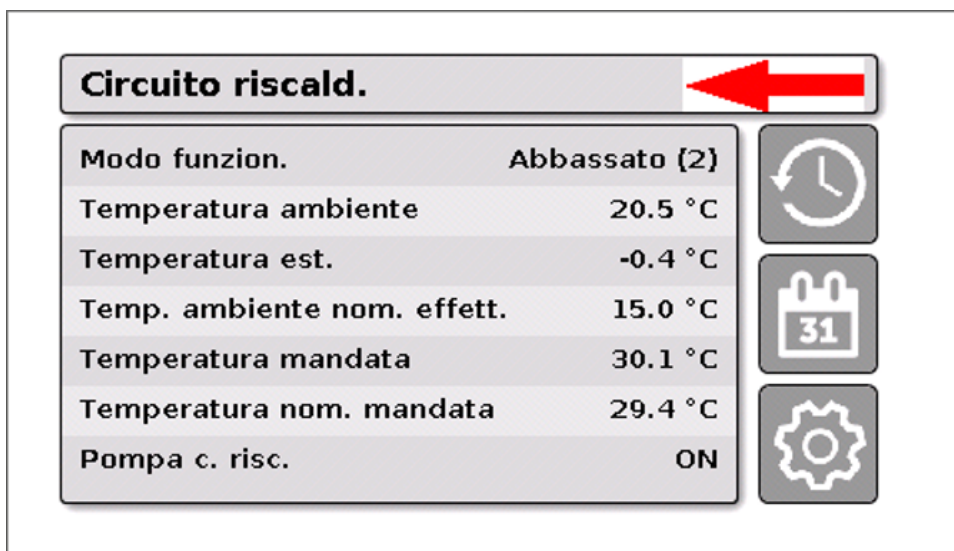 Circuito riscald.
Modo funzion. Abbassato (2)
Temperatura ambiente 20.5 °C
Temperatura est. -0.4 °C
Temp. ambiente nom. effett. 15.0 °C
Temperatura mandata 30.1 °C
Temperatura nom. mandata 29.4 °C
Pompa c. risc. ON
31